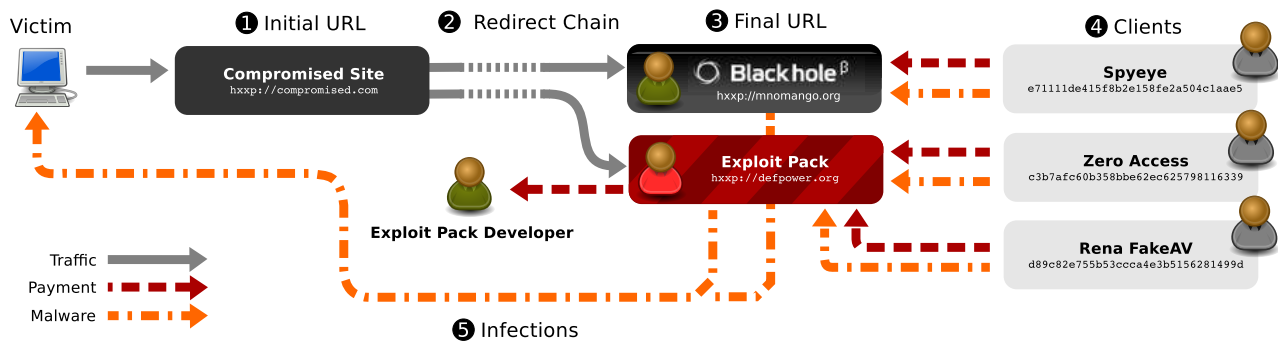 Victim
❶ Initial URL
❷ Redirect Chain
❸ Final URL
❹ Clients
Compromised Site
hxxp://compromised.com
Blackhole β
hxxp://mnomango.org
Spyeye
e71111de415f8b2e158fe2a504c1aae5
Exploit Pack
hxxp://defpower.org
Zero Access
c3b7afc60b358bbe62ec625798116339
Exploit Pack Developer
Rena FakeAV
d89c82e755b53ccca4e3b5156281499d
Traffic
Payment
Malware
❺ Infections